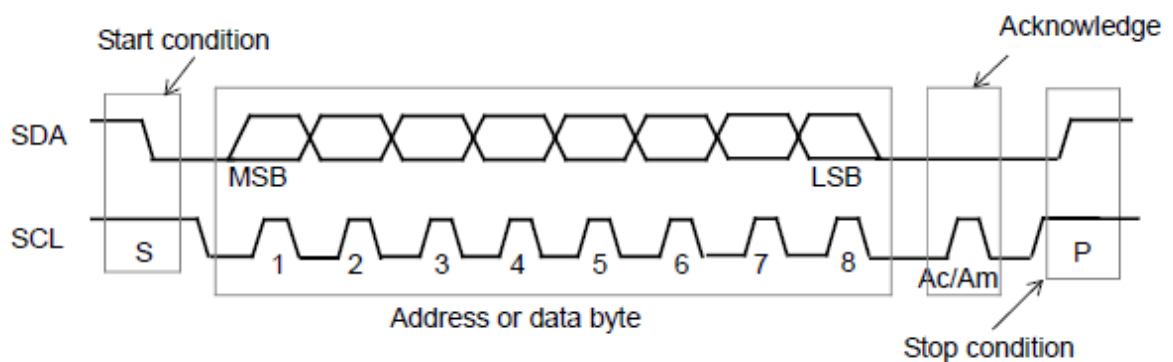 Start condition
Acknowledge
SDA
MSB
LSB
SCL
S
1 2 3 4 5 6 7 8
Ac/Am
P
Address or data byte
Stop condition